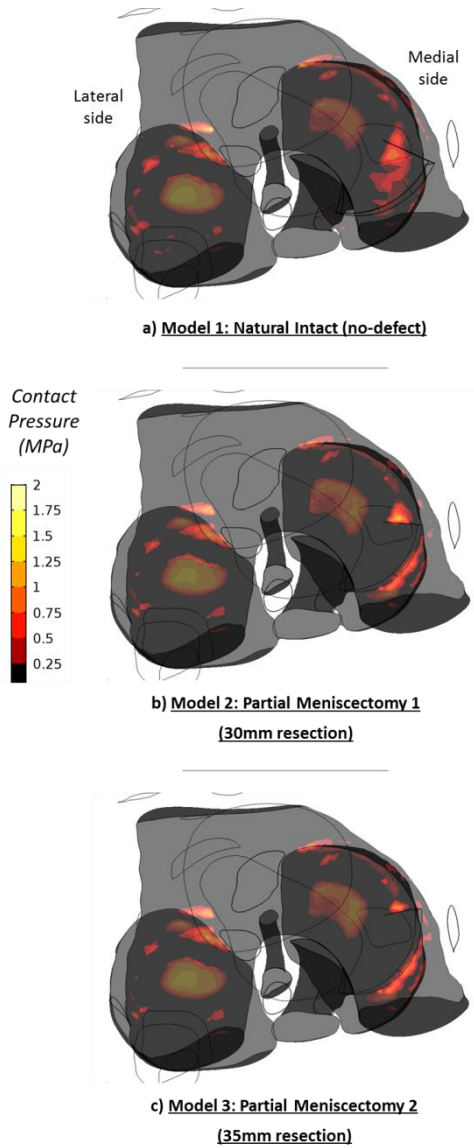 Lateral
side
Medial
side
a) Model 1: Natural Intact (no-defect)
Contact
Pressure
(MPa)
2
1.75
1.5
1.25
1
0.75
0.5
0.25
b) Model 2: Partial Meniscectomy 1
(30mm resection)
c) Model 3: Partial Meniscectomy 2
(35mm resection)